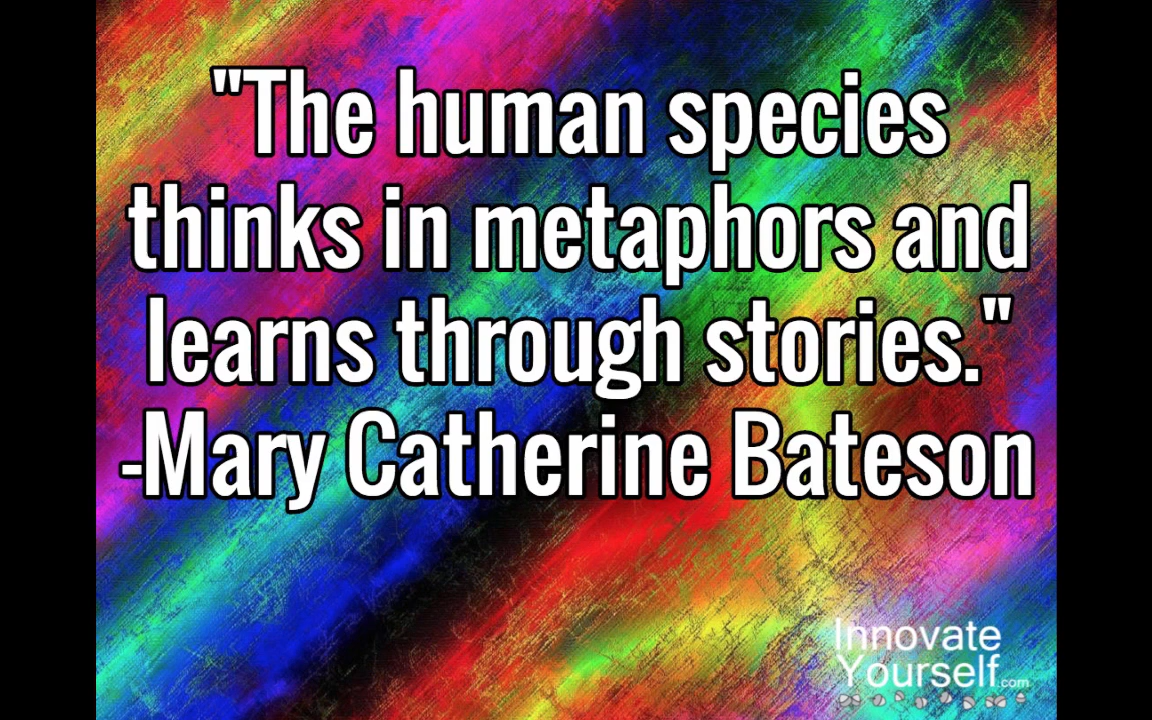 "The human species
thinks in metaphors and
learns through stories."
-Mary Catherine Bateson
Innovate
Yourself.com